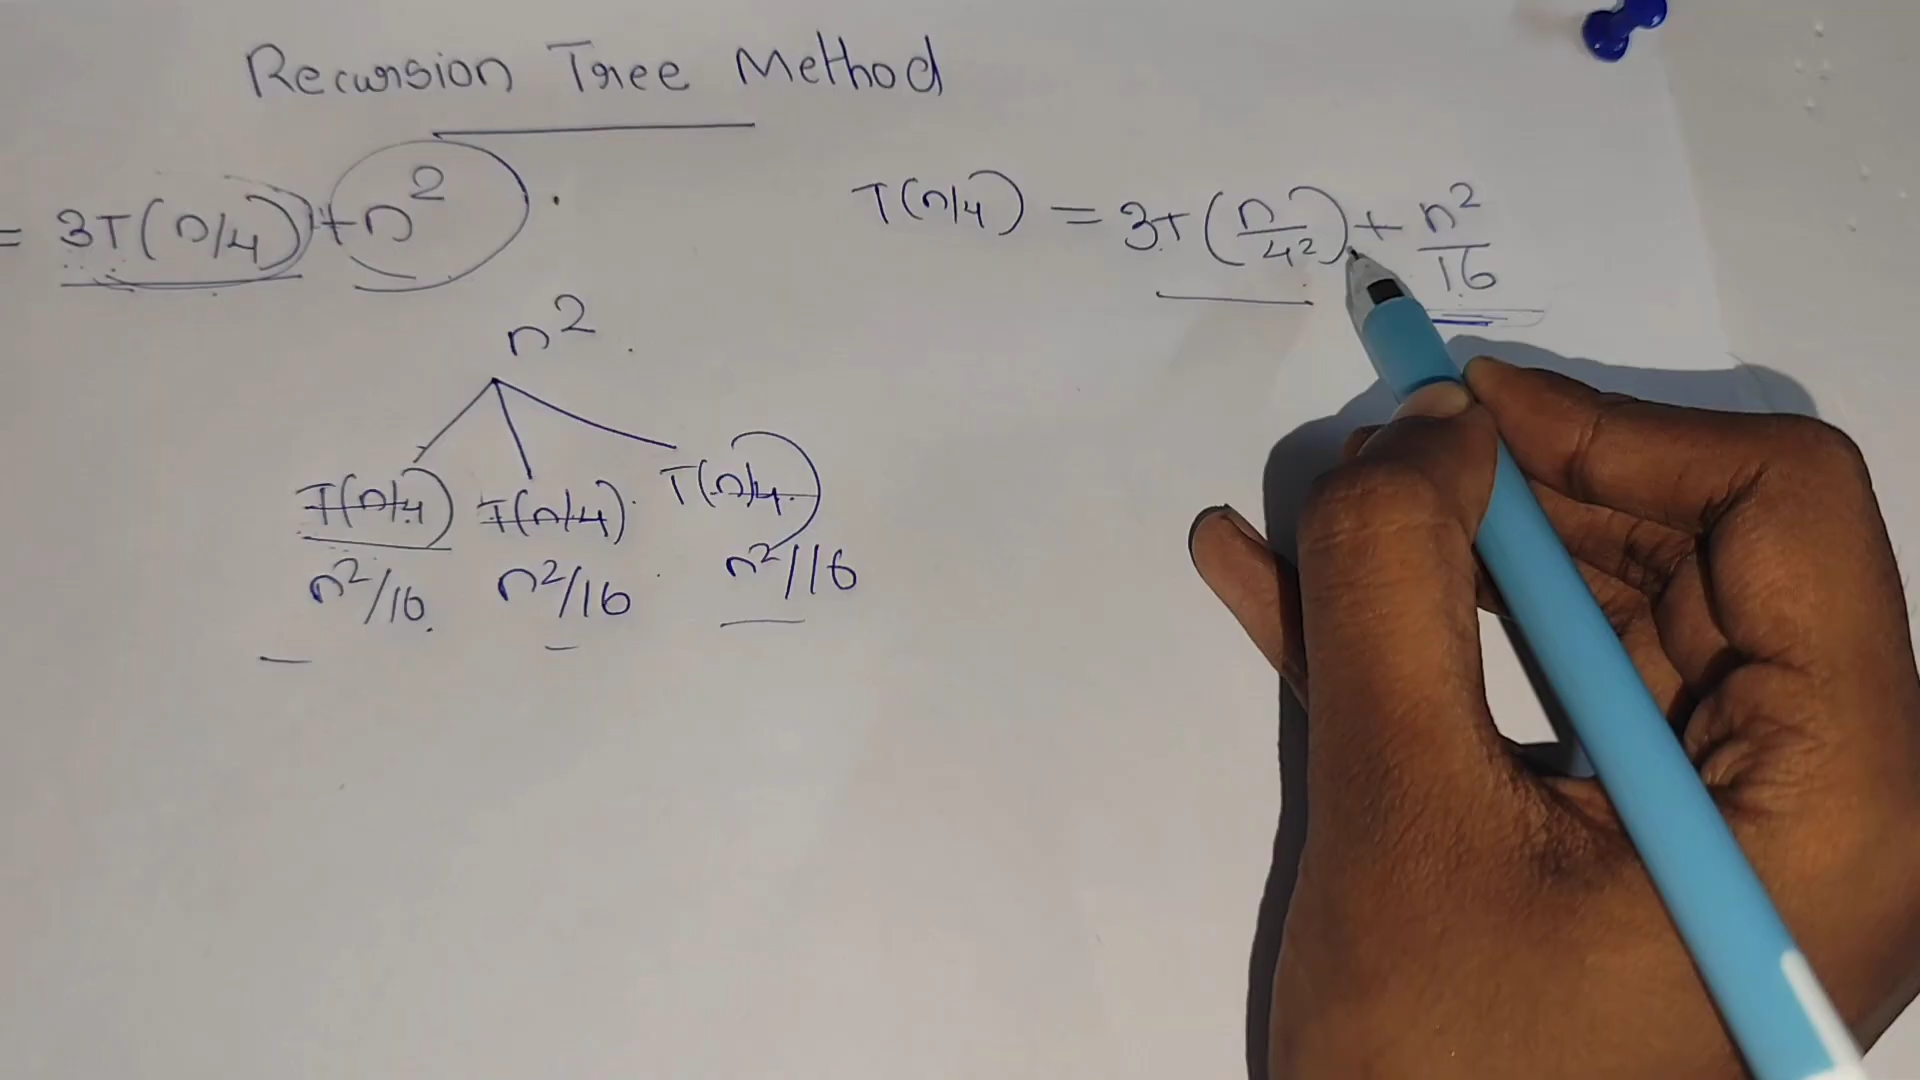 Recursion Tree Method
= 3T(n/4) + n²
T(n/4) = 3T(n/4²) + n²/16
n²
T(n/4) T(n/4) T(n/4)
n²/16 n²/16 n²/16